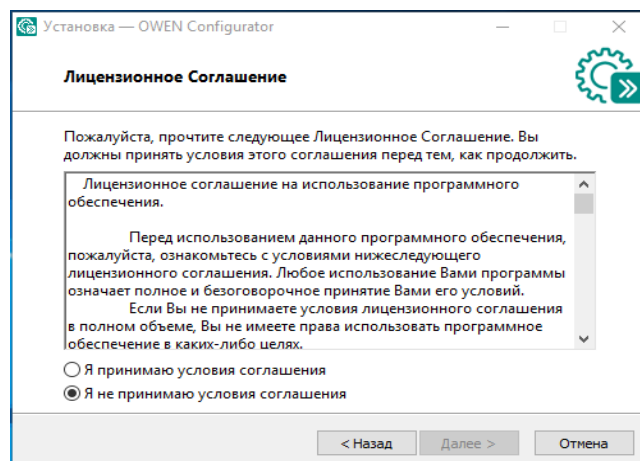 Установка — OWEN Configurator
Лицензионное Соглашение
Пожалуйста, прочтите следующее Лицензионное Соглашение. Вы
должны принять условия этого соглашения перед тем, как продолжить.
Лицензионное соглашение на использование программного
обеспечения.
Перед использованием данного программного обеспечения,
пожалуйста, ознакомьтесь с условиями нижеследующего
лицензионного соглашения. Любое использование Вами программы
означает полное и безоговорочное принятие Вами его условий.
Если Вы не принимаете условия лицензионного соглашения
в полном объеме, Вы не имеете права использовать программное
обеспечение в каких-либо целях.
Я принимаю условия соглашения
Я не принимаю условия соглашения
< Назад Далее > Отмена